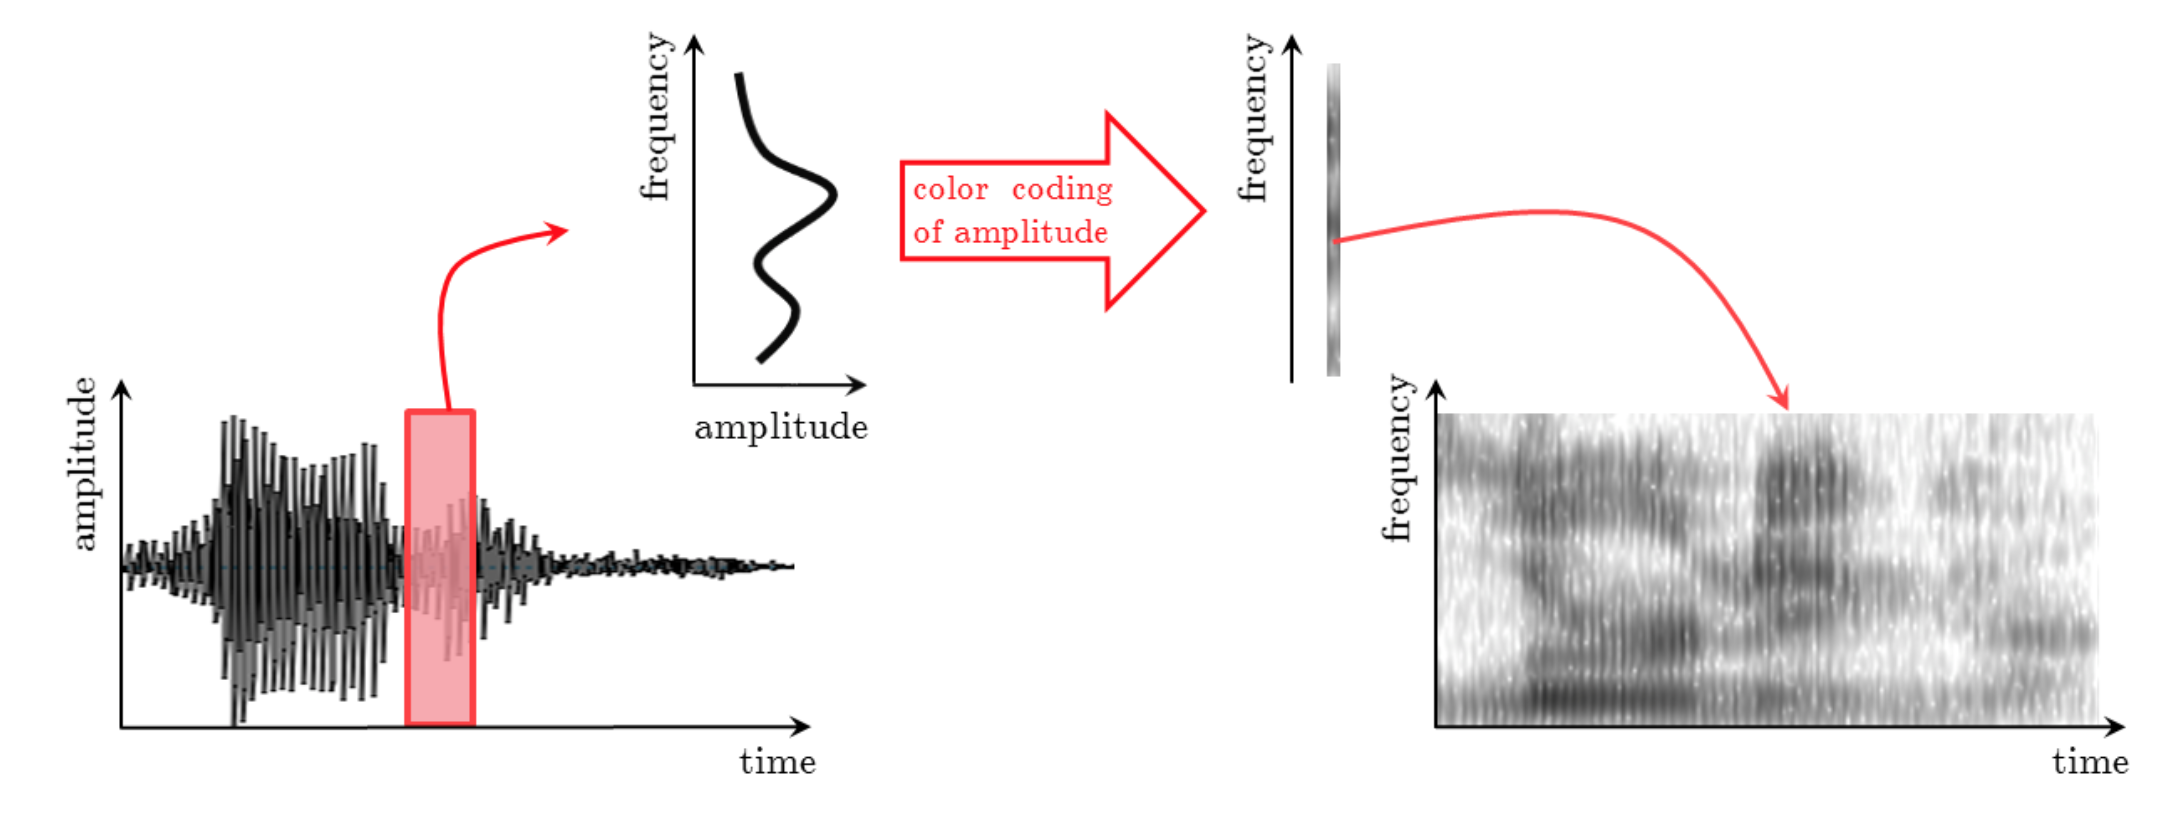 frequency
amplitude
color coding
of amplitude
frequency
amplitude
time
frequency
time